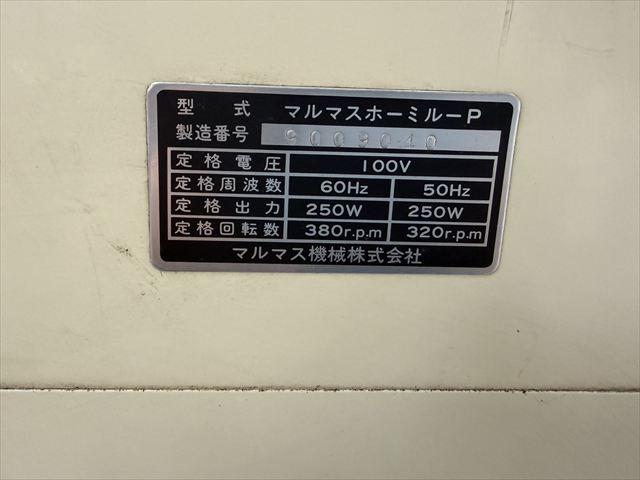 型式 マルマスホーミルーP
製造番号 9009040
定格電圧 100V
定格周波数 60Hz 50Hz
定格出力 250W 250W
定格回転数 380r.p.m 320r.p.m
マルマス機械株式会社